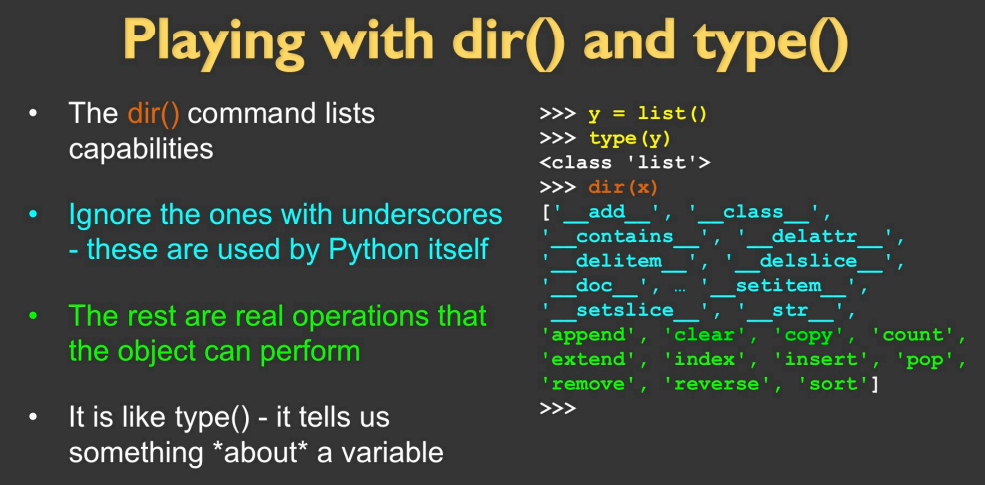 Playing with dir() and type()
• The dir() command lists
capabilities
• Ignore the ones with underscores
- these are used by Python itself
• The rest are real operations that
the object can perform
• It is like type() - it tells us
something *about* a variable
>>> y = list()
>>> type(y)
<class 'list'>
>>> dir(x)
['__add__', '__class__',
'__contains__', '__delattr__',
'__delitem__', '__delslice__',
'__doc__', … '__setitem__',
'__setslice__', '__str__',
'append', 'clear', 'copy', 'count',
'extend', 'index', 'insert', 'pop',
'remove', 'reverse', 'sort']
>>>